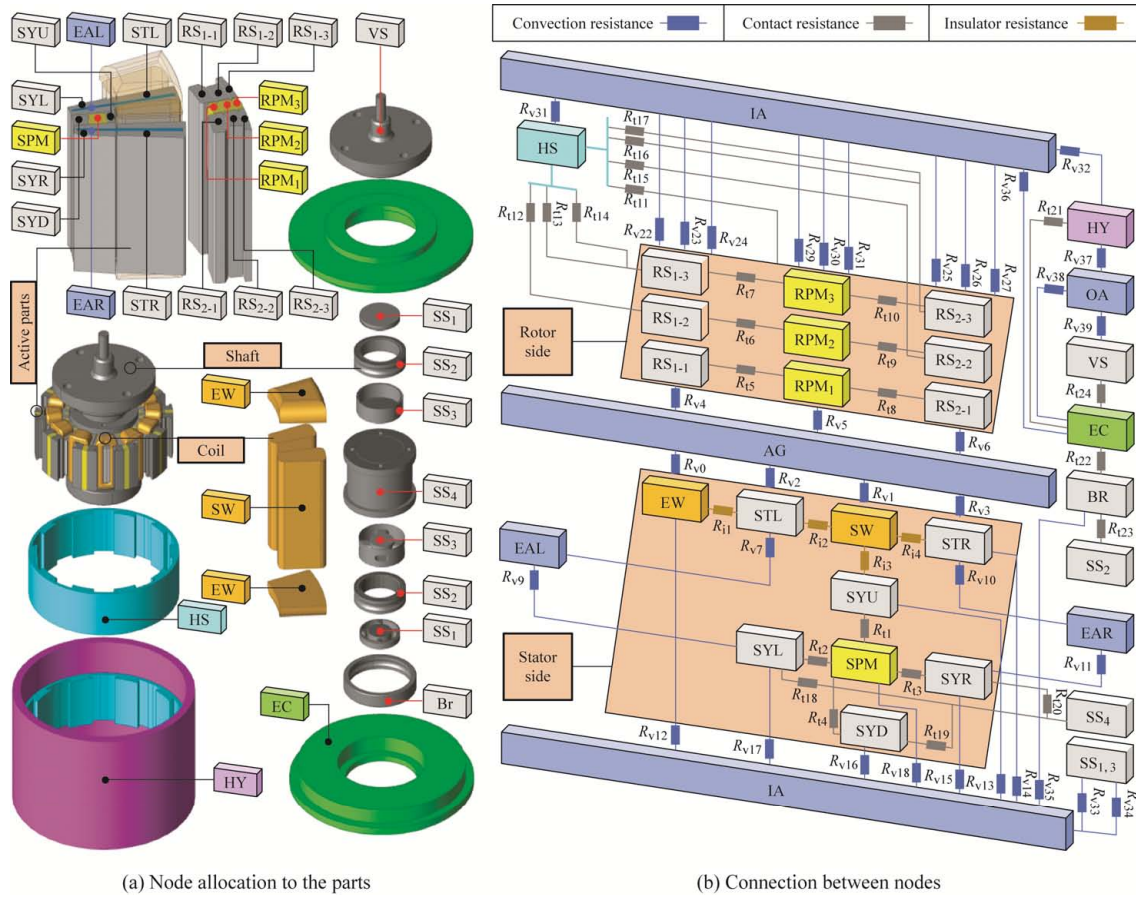 SYU
EAL
STL
RS1-1
RS1-2
RS1-3
VS
SYL
SPM
SYR
SYD
RPM3
RPM2
RPM1
EAR
STR
RS2-1
RS2-2
RS2-3
Active parts
Shaft
Coil
EW
SW
EW
SS1
SS2
SS3
SS4
SS3
SS2
SS1
Br
HS
EC
HY
(a) Node allocation to the parts
Convection resistance
Contact resistance
Insulator resistance
IA
Rv31
HS
Rt17
Rt16
Rt15
Rt11
Rt12
Rt13
Rt14
Rv22
Rv23
Rv24
Rv29
Rv30
Rv31
Rv25
Rv26
Rv27
Rv36
Rv32
Rt21
HY
Rv37
Rv38
OA
Rv39
VS
Rt24
EC
Rt22
BR
Rt23
SS2
Rotor
side
RS1-3
Rt7
RPM3
Rt10
RS2-3
RS1-2
Rt6
RPM2
Rt9
RS2-2
RS1-1
Rt5
RPM1
Rt8
RS2-1
Rv4
Rv5
Rv6
AG
Rv0
Rv2
Rv1
Rv3
EW
Ri1
STL
Ri2
SW
Ri4
STR
EAL
Rv9
Rv7
Ri3
Rv10
SYU
Rt1
EAR
Rv11
Stator
side
SYL
Rt2
SPM
Rt3
SYR
Rt18
Rt4
SYD
Rt19
Rt20
SS4
SS1, 3
Rv12
Rv17
Rv16
Rv18
Rv15
Rv13
Rv14
Rv35
Rv33
Rv34
IA
(b) Connection between nodes